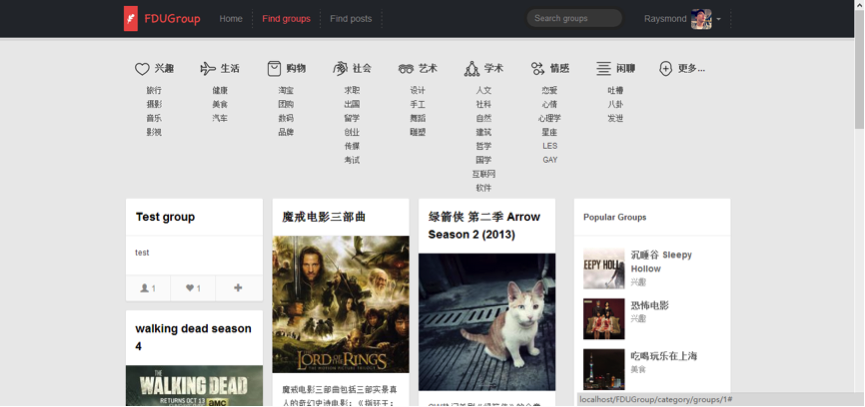 FDUGroup Home Find groups Find posts Search groups Raysmond
兴趣 生活 购物 社会 艺术 学术 情感 闲聊 更多...
旅行 健康 淘宝 求职 设计 人文 恋爱 吐槽
摄影 美食 团购 出国 手工 社科 心情 八卦
音乐 汽车 数码 留学 舞蹈 自然 心理学 发泄
影视 品牌 创业 雕塑 建筑 星座
传媒 哲学 LES
考试 国学 GAY
互联网
软件
Test group
test
1 1
walking dead season
4
THE
WALKING DEAD
RETURNS OCT 13 amc
魔戒电影三部曲
THE LORD OF THE RINGS
魔戒电影三部曲包括三部实景真
人的奇幻史诗电影：《指环王：
绿箭侠 第二季 Arrow
Season 2 (2013)
Popular Groups
EEPY HOLL
沉睡谷 Sleepy
Hollow
兴趣
恐怖电影
兴趣
吃喝玩乐在上海
美食
localhost/FDUGroup/category/groups/1#